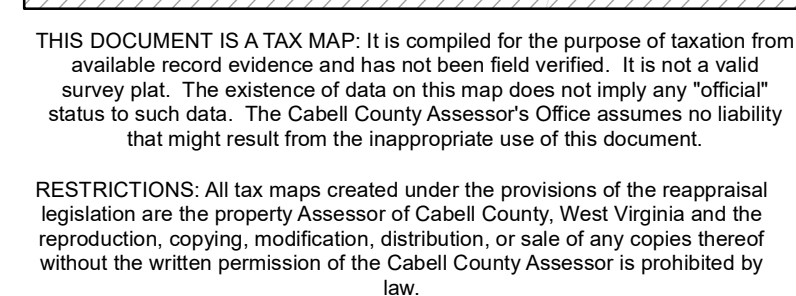 THIS DOCUMENT IS A TAX MAP: It is compiled for the purpose of taxation from
available record evidence and has not been field verified.  It is not a valid
survey plat.  The existence of data on this map does not imply any "official"
status to such data.  The Cabell County Assessor's Office assumes no liability
that might result from the inappropriate use of this document.
RESTRICTIONS: All tax maps created under the provisions of the reappraisal
legislation are the property Assessor of Cabell County, West Virginia and the
reproduction, copying, modification, distribution, or sale of any copies thereof
without the written permission of the Cabell County Assessor is prohibited by
law.